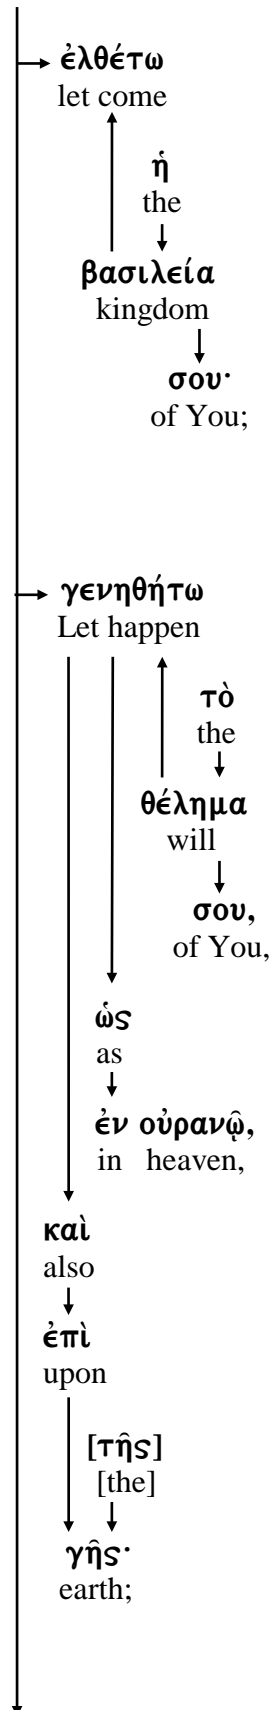 ἐλθέτω
let come
ἡ
the
βασιλεία
kingdom
σου·
of You;
γενηθήτω
Let happen
τὸ
the
θέλημα
will
σου,
of You,
ὡς
as
ἐν οὐρανῷ,
in heaven,
καὶ
also
ἐπὶ
upon
[τῆς]
[the]
γῆς·
earth;